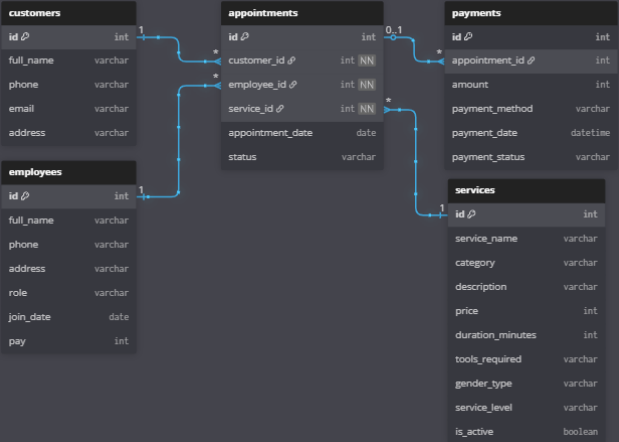 customers
id int
full_name varchar
phone varchar
email varchar
address varchar
employees
id int
full_name varchar
phone varchar
address varchar
role varchar
join_date date
pay int
appointments
id int
customer_id int NN
employee_id int NN
service_id int NN
appointment_date date
status varchar
payments
id int
appointment_id int
amount int
payment_method varchar
payment_date datetime
payment_status varchar
services
id int
service_name varchar
category varchar
description varchar
price int
duration_minutes int
tools_required varchar
gender_type varchar
service_level varchar
is_active boolean
1
*
*
1
0..1
*
*
1